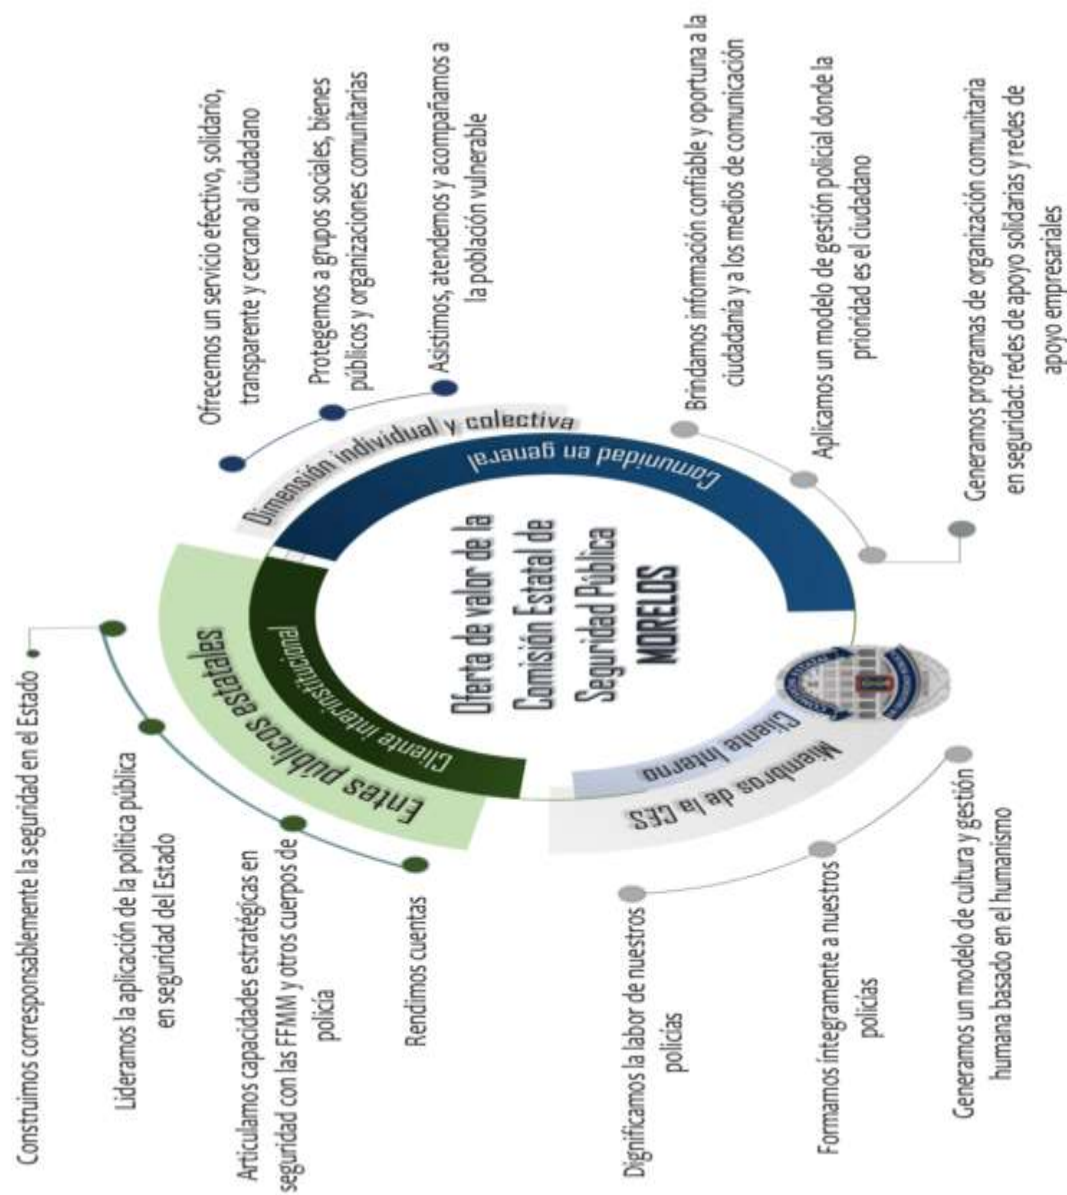 Construimos corresponsablemente la seguridad en el Estado
Lideramos la aplicación de la política pública
en seguridad del Estado
Articulamos capacidades estratégicas en
seguridad con las FFMM y otros cuerpos de
policía
Rendimos cuentas
Entes públicos estatales
Cliente interinstitucional
Ofrecemos un servicio efectivo, solidario,
transparente y cercano al ciudadano
Protegemos a grupos sociales, bienes
públicos y organizaciones comunitarias
Asistimos, atendemos y acompañamos a
la población vulnerable
Dimensión individual y colectiva
Comunidad en general
Oferta de valor de la
Comisión Estatal de
Seguridad Pública
MORELOS
Brindamos información confiable y oportuna a la
ciudadanía y a los medios de comunicación
Aplicamos un modelo de gestión policial donde la
prioridad es el ciudadano
Generamos programas de organización comunitaria
en seguridad: redes de apoyo solidarias y redes de
apoyo empresariales
Cliente Interno
Miembros de la CES
Dignificamos la labor de nuestros
policías
Formamos íntegramente a nuestros
policías
Generamos un modelo de cultura y gestión
humana basado en el humanismo